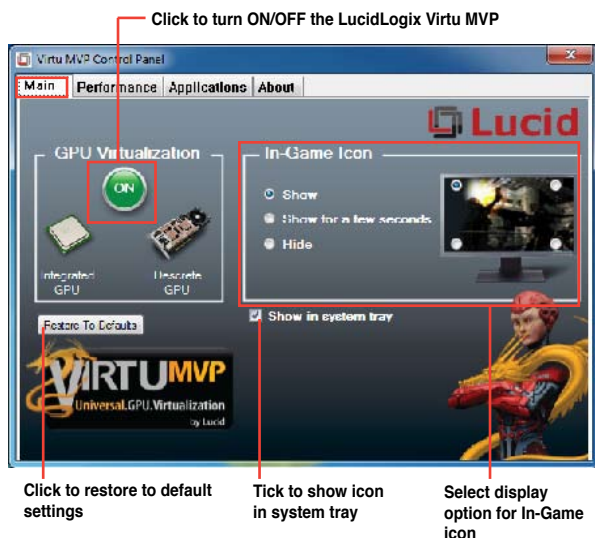 Click to turn ON/OFF the LucidLogix Virtu MVP
Virtu MVP Control Panel
Main Performance Applications About
Lucid
GPU Virtualization
In-Game Icon
ON
Show
Show for a few seconds
Hide
Integrated GPU
Discrete GPU
Restore To Defaults
Show in system tray
VIRTU MVP
Universal.GPU.Virtualization
by Lucid
Click to restore to default
settings
Tick to show icon
in system tray
Select display
option for In-Game
icon